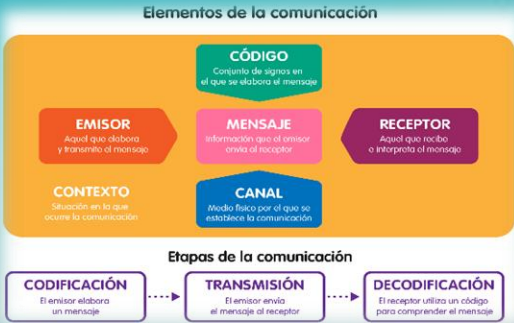 Elementos de la comunicación
CÓDIGO
Conjunto de signos en
el que se elabora el mensaje
EMISOR
Aquel que elabora
y transmite el mensaje
MENSAJE
Información que el emisor
envía al receptor
RECEPTOR
Aquel que recibe
e interpreta el mensaje
CONTEXTO
Situación en la que
ocurre la comunicación
CANAL
Medio físico por el que se
establece la comunicación
Etapas de la comunicación
CODIFICACIÓN
El emisor elabora
un mensaje
TRANSMISIÓN
El emisor envía
el mensaje al receptor
DECODIFICACIÓN
El receptor utiliza un código
para comprender el mensaje